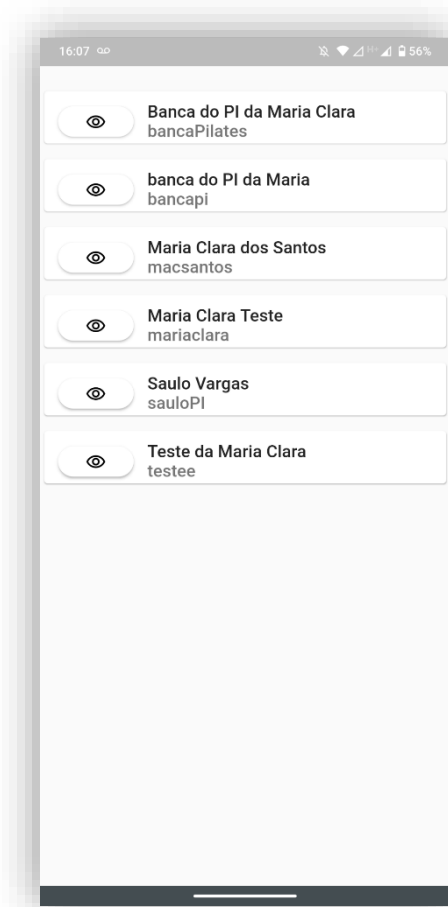 16:07
H+ 56%
Banca do PI da Maria Clara
bancaPilates
banca do PI da Maria
bancapi
Maria Clara dos Santos
macsantos
Maria Clara Teste
mariaclara
Saulo Vargas
sauloPI
Teste da Maria Clara
testee